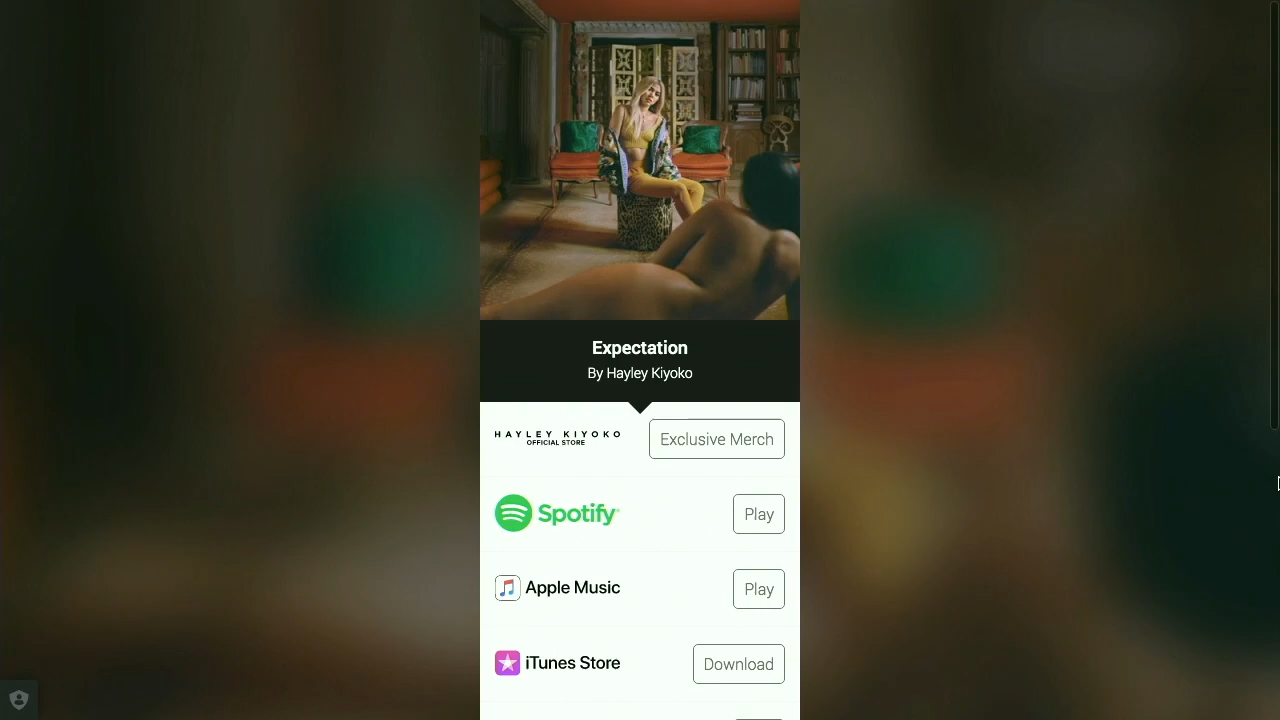 Expectation
By Hayley Kiyoko
HAYLEY KIYOKO
OFFICIAL STORE
Exclusive Merch
Spotify
Play
Apple Music
Play
iTunes Store
Download